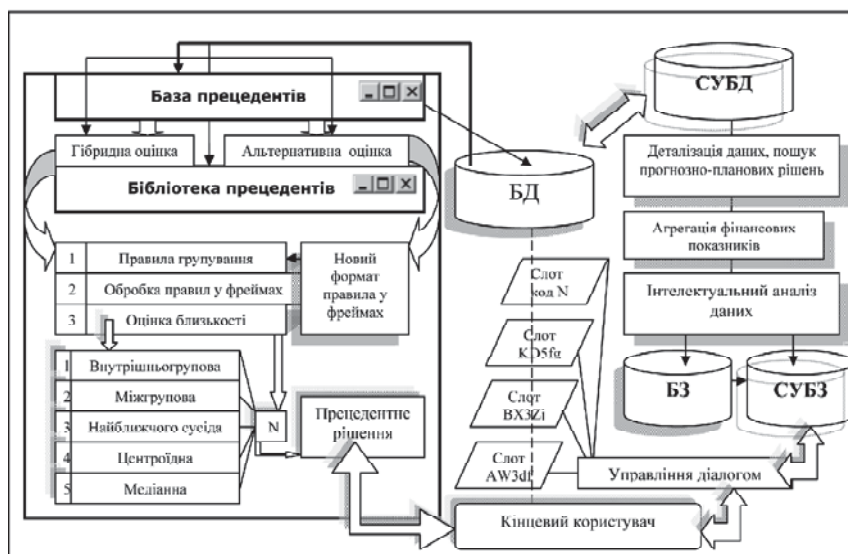 База прецедентів
Гібридна оцінка
Альтернативна оцінка
Бібліотека прецедентів
1 Правила групування
2 Обробка правил у фреймах
3 Оцінка близькості
Новий
формат
правила у
фреймах
1 Внутрішньогрупова
2 Міжгрупова
3 Найближчого сусіда
4 Центроїдна
5 Медіанна
N
Прецедентне
рішення
БД
СУБД
Деталізація даних, пошук
прогнозно-планових рішень
Агрегація фінансових
показників
Інтелектуальний аналіз
даних
БЗ
СУБЗ
Слот
код N
Слот
KD5fα
Слот
BX3Zi
Слот
AW3df
Управління діалогом
Кінцевий користувач